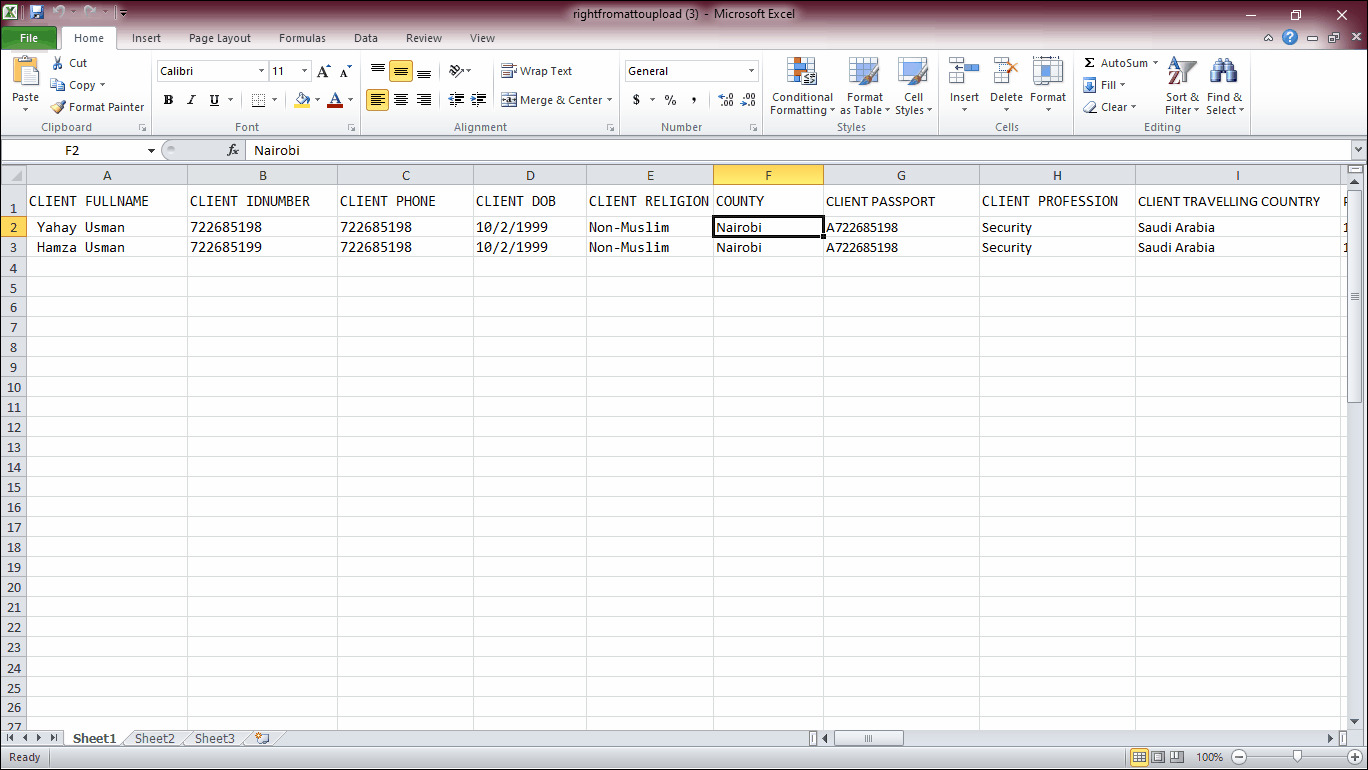 rightfromattoupload (3) - Microsoft Excel
File Home Insert Page Layout Formulas Data Review View
Cut
Copy
Format Painter
Paste
Clipboard
Calibri 11
B I U
Font
Wrap Text
Merge & Center
Alignment
General
$ % ,
Number
Conditional Formatting
Format as Table
Cell Styles
Styles
Insert Delete Format
Cells
AutoSum
Fill
Clear
Sort & Filter
Find & Select
Editing
F2 fx Nairobi
A B C D E F G H I
1 CLIENT FULLNAME CLIENT IDNUMBER CLIENT PHONE CLIENT DOB CLIENT RELIGION COUNTY CLIENT PASSPORT CLIENT PROFESSION CLIENT TRAVELLING COUNTRY
2 Yahay Usman 722685198 722685198 10/2/1999 Non-Muslim Nairobi A722685198 Security Saudi Arabia
3 Hamza Usman 722685199 722685198 10/2/1999 Non-Muslim Nairobi A722685198 Security Saudi Arabia
4
5
6
7
8
9
10
11
12
13
14
15
16
17
18
19
20
21
22
23
24
25
26
27
Sheet1 Sheet2 Sheet3
Ready 100%